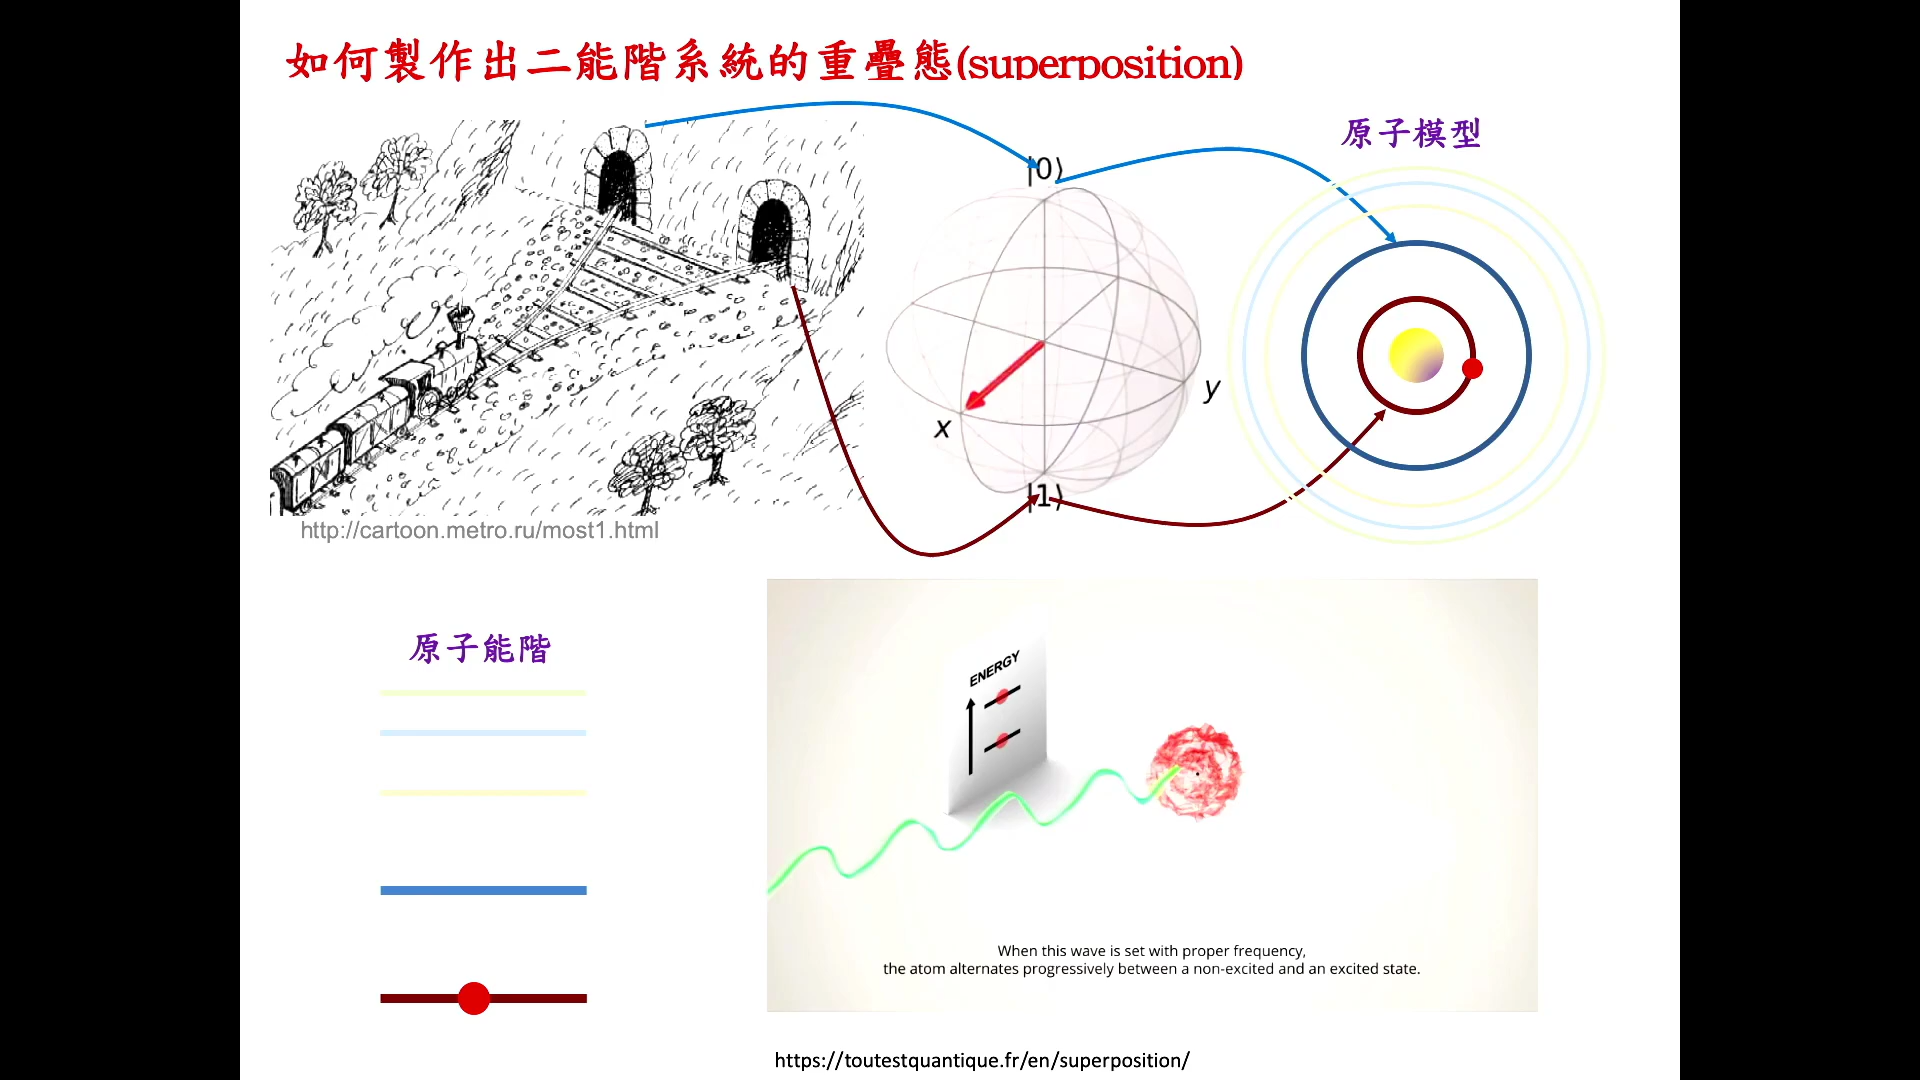 如何製作出二能階系統的重疊態(superposition)
原子模型
|0⟩
y
x
|1⟩
http://cartoon.metro.ru/most1.html
原子能階
ENERGY
When this wave is set with proper frequency,
the atom alternates progressively between a non-excited and an excited state.
https://toutestquantique.fr/en/superposition/